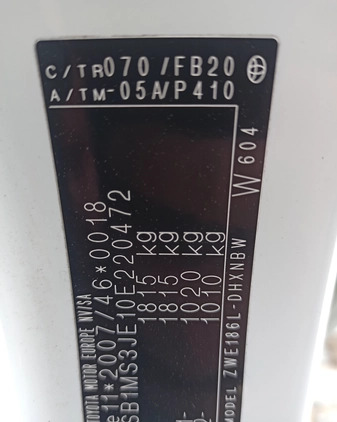 C/TR070/FB20
A/TM-05A/P410
TOYOTA MOTOR EUROPE NV/SA
e11*2007/46*0018
SB1MS3JE10E220472
1815 kg
1815 kg
1020 kg
1010 kg
W604
MODEL ZWE186L-DHXNBW